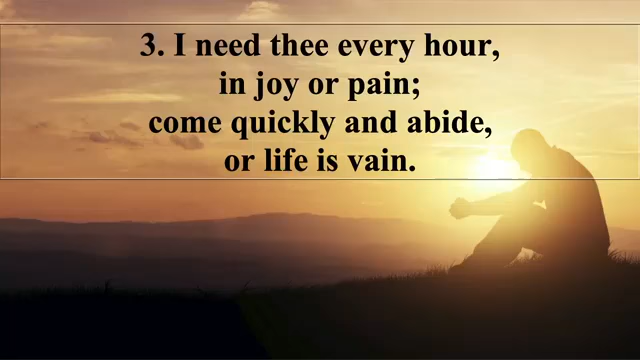 3. I need thee every hour,
in joy or pain;
come quickly and abide,
or life is vain.